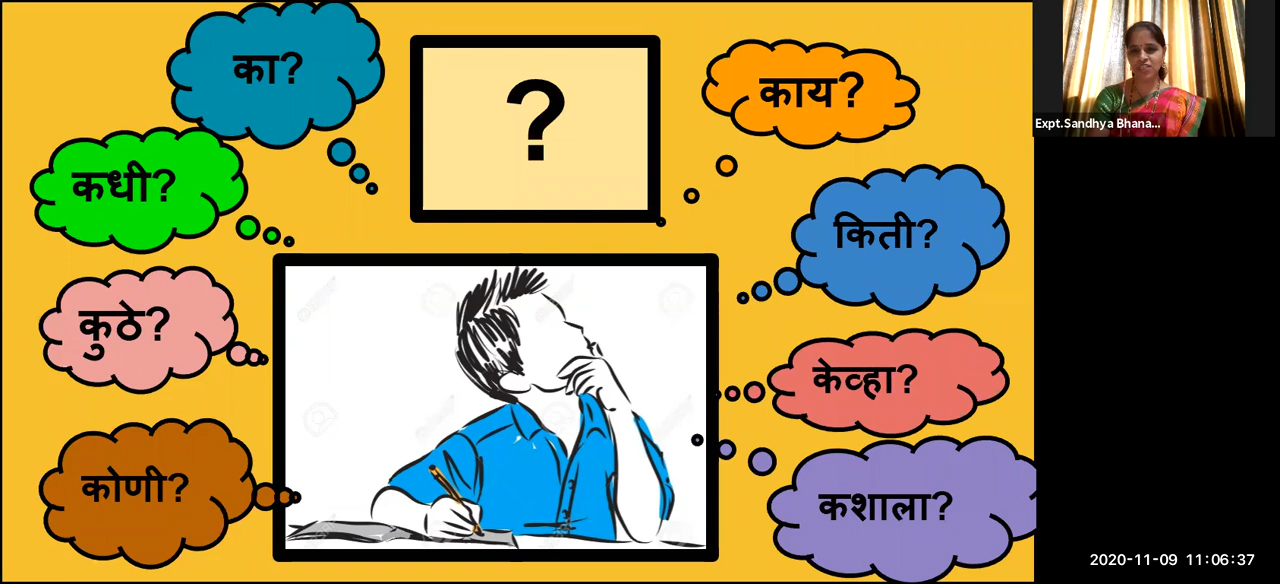 का?
?
काय?
कधी?
किती?
कुठे?
केव्हा?
कोणी?
कशाला?
Expt.Sandhya Bhana...
2020-11-09 11:06:37